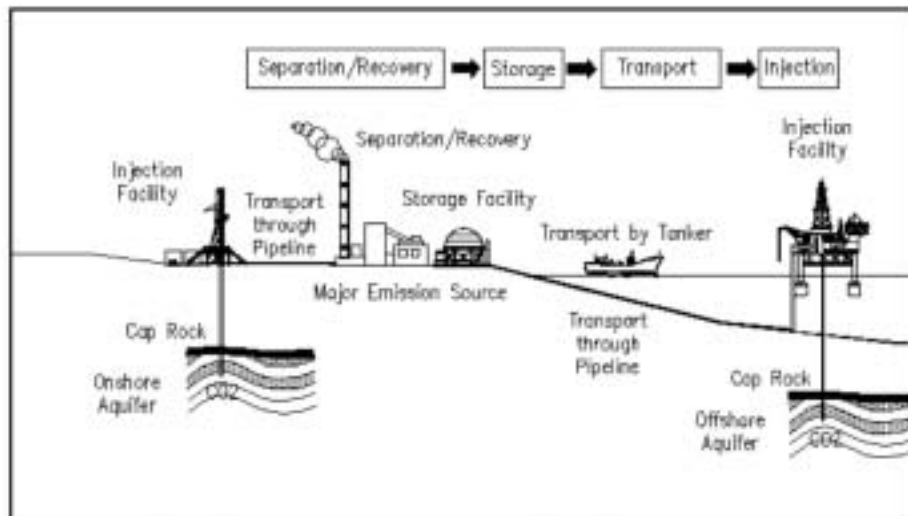 Separation/Recovery
Storage
Transport
Injection
Separation/Recovery
Injection
Facility
Injection
Facility
Transport
through
Pipeline
Storage Facility
Transport by Tanker
Major Emission Source
Transport
through
Pipeline
Cap Rock
Onshore
Aquifer
CO2
Cap Rock
Offshore
Aquifer
CO2